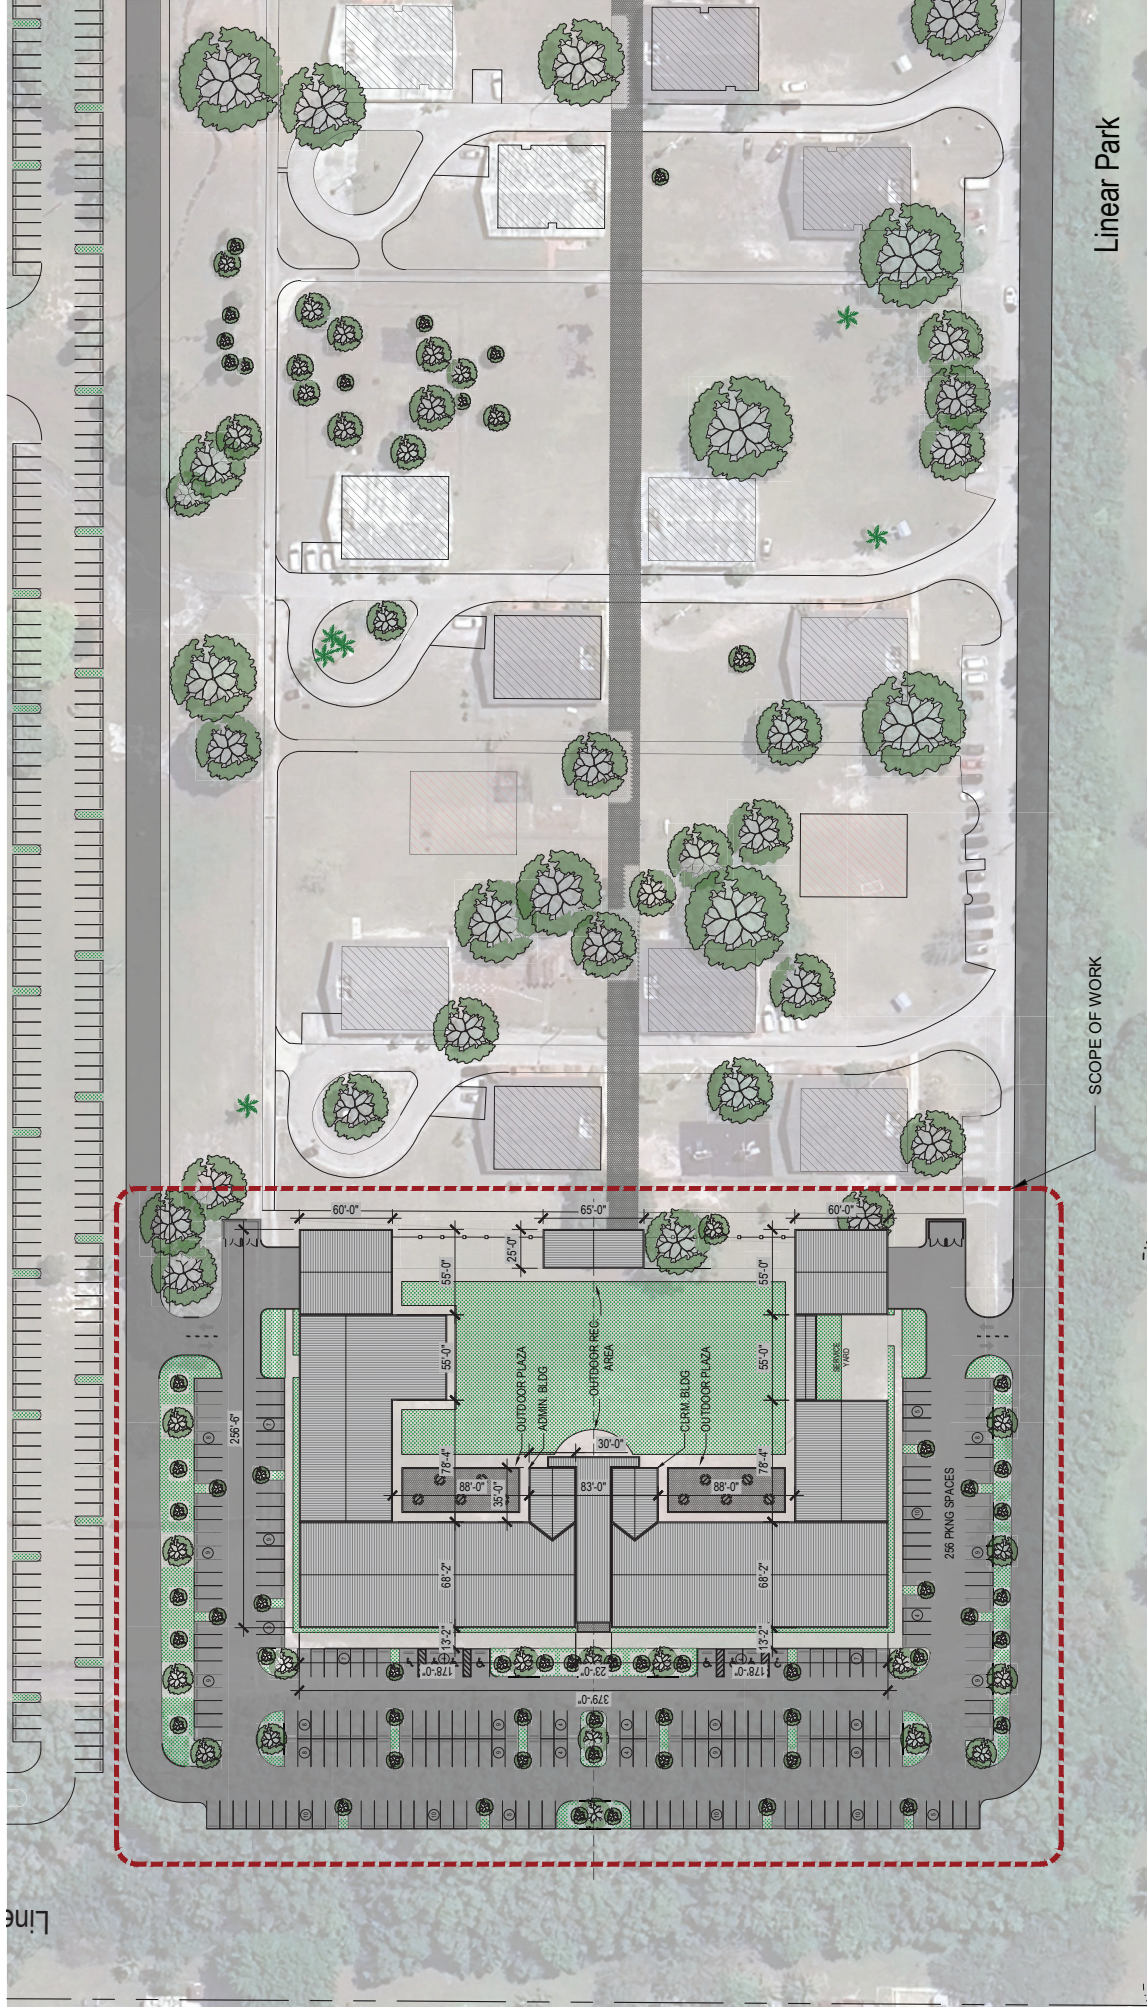 Linear Park
SCOPE OF WORK
60'-0"
65'-0"
60'-0"
25'-0"
55'-0"
55'-0"
OUTDOOR REC.
AREA
55'-0"
55'-0"
SERVICE
YARD
OUTDOOR PLAZA
ADMIN. BLDG
CLRM. BLDG
OUTDOOR PLAZA
256'-6"
30'-0"
78'-4"
78'-4"
88'-0"
35'-0"
83'-0"
88'-0"
256 PKNG SPACES
68'-2"
68'-2"
13'-2"
13'-2"
178'-0"
23'-0"
178'-0"
379'-0"
Line